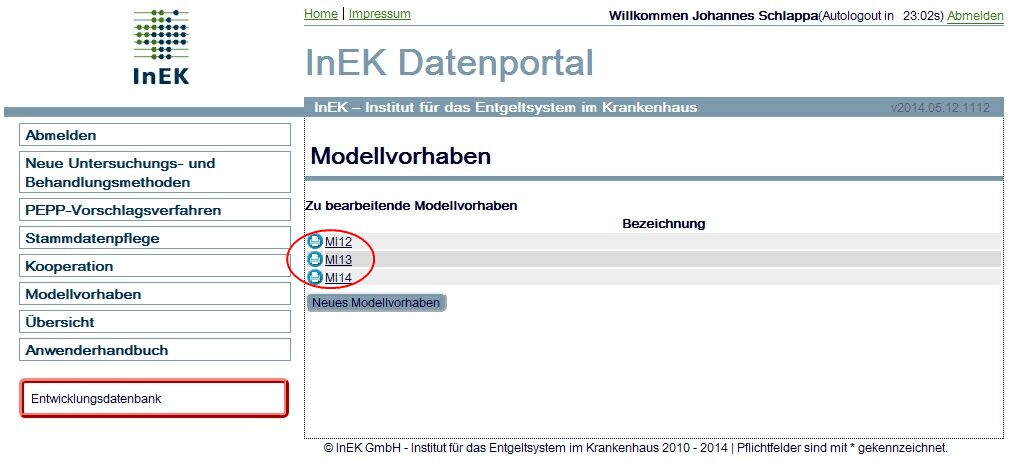 InEK
Home | Impressum
Willkommen Johannes Schlappa(Autologout in 23:02s) Abmelden
InEK Datenportal
InEK – Institut für das Entgeltsystem im Krankenhaus
v2014.05.12.1112
Abmelden
Neue Untersuchungs- und
Behandlungsmethoden
PEPP-Vorschlagsverfahren
Stammdatenpflege
Kooperation
Modellvorhaben
Übersicht
Anwenderhandbuch
Entwicklungsdatenbank
Modellvorhaben
Zu bearbeitende Modellvorhaben
Bezeichnung
MI12
MI13
MI14
Neues Modellvorhaben
© InEK GmbH - Institut für das Entgeltsystem im Krankenhaus 2010 - 2014 | Pflichtfelder sind mit * gekennzeichnet.